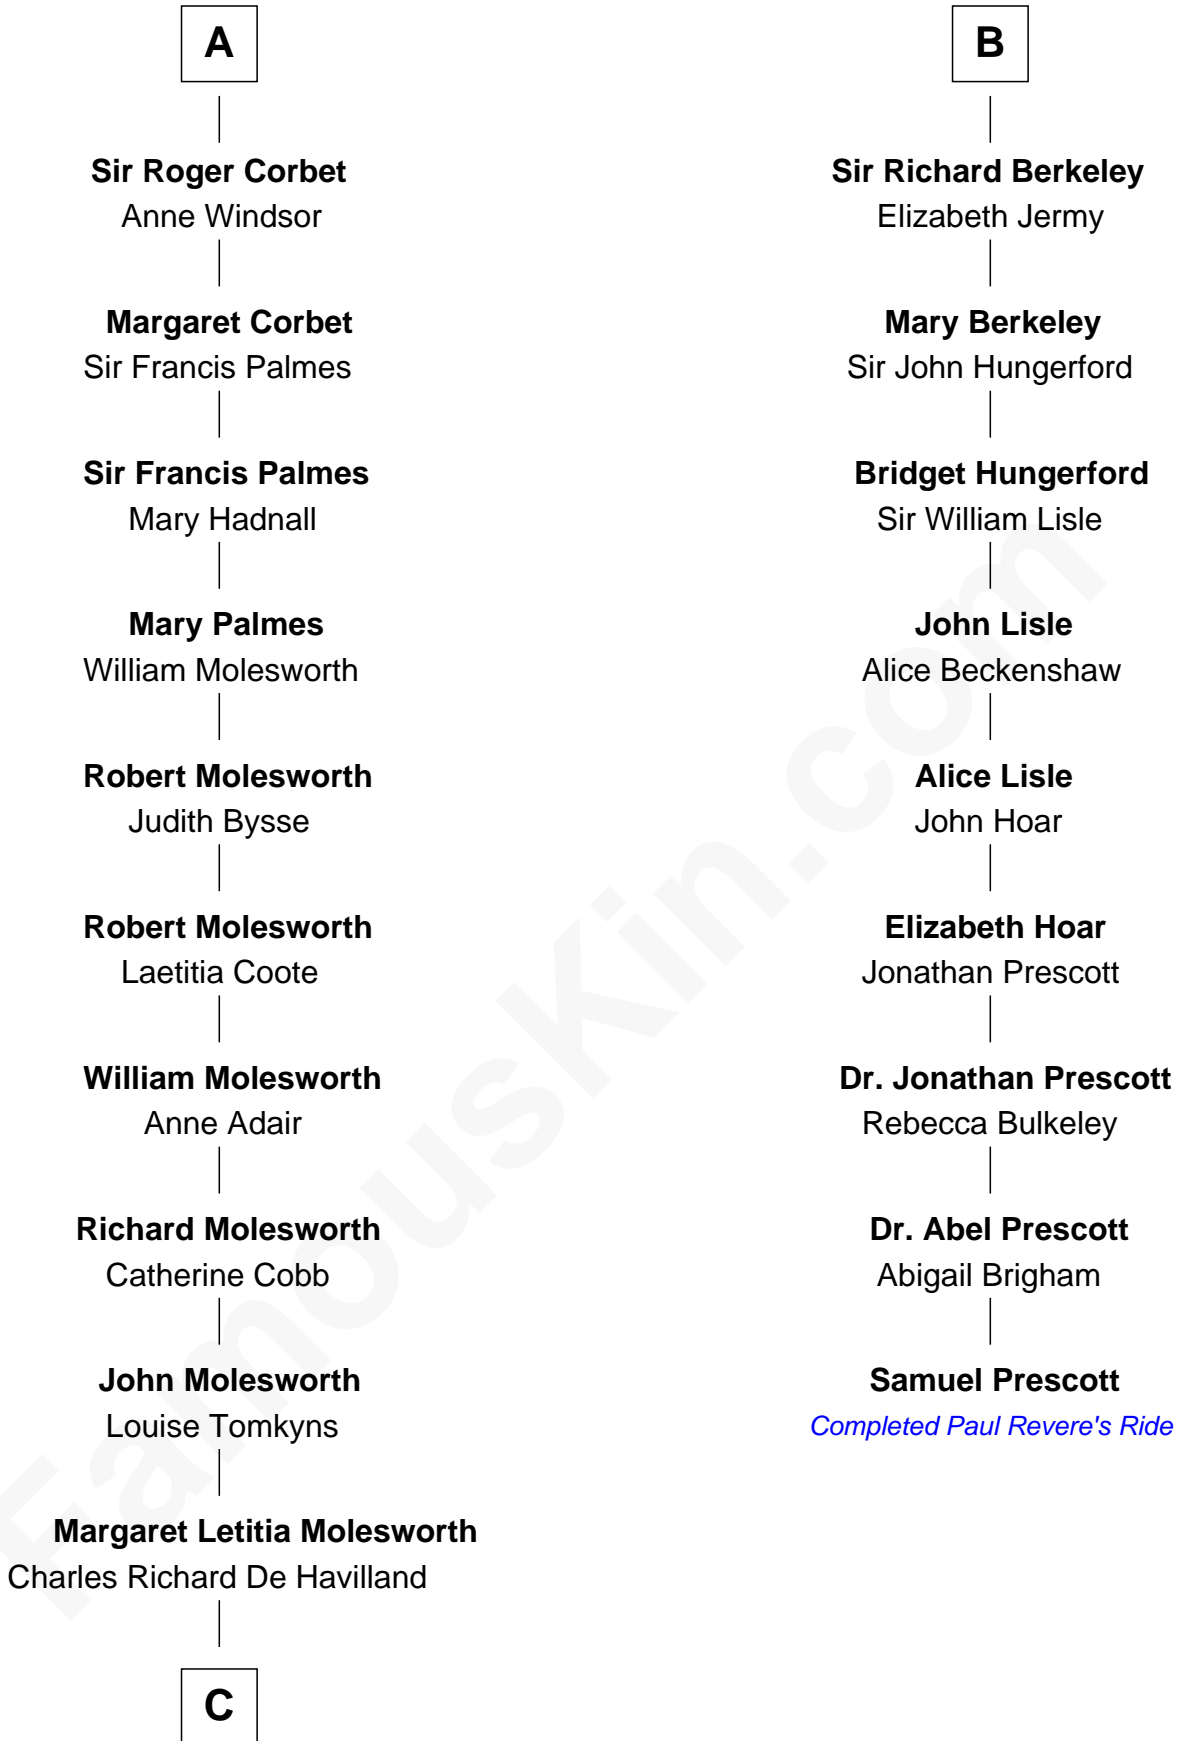 A
Sir Roger Corbet
Anne Windsor
Margaret Corbet
Sir Francis Palmes
Sir Francis Palmes
Mary Hadnall
Mary Palmes
William Molesworth
Robert Molesworth
Judith Bysse
Robert Molesworth
Laetitia Coote
William Molesworth
Anne Adair
Richard Molesworth
Catherine Cobb
John Molesworth
Louise Tomkyns
Margaret Letitia Molesworth
Charles Richard De Havilland
C
B
Sir Richard Berkeley
Elizabeth Jermy
Mary Berkeley
Sir John Hungerford
Bridget Hungerford
Sir William Lisle
John Lisle
Alice Beckenshaw
Alice Lisle
John Hoar
Elizabeth Hoar
Jonathan Prescott
Dr. Jonathan Prescott
Rebecca Bulkeley
Dr. Abel Prescott
Abigail Brigham
Samuel Prescott
Completed Paul Revere's Ride
FamousKin.com